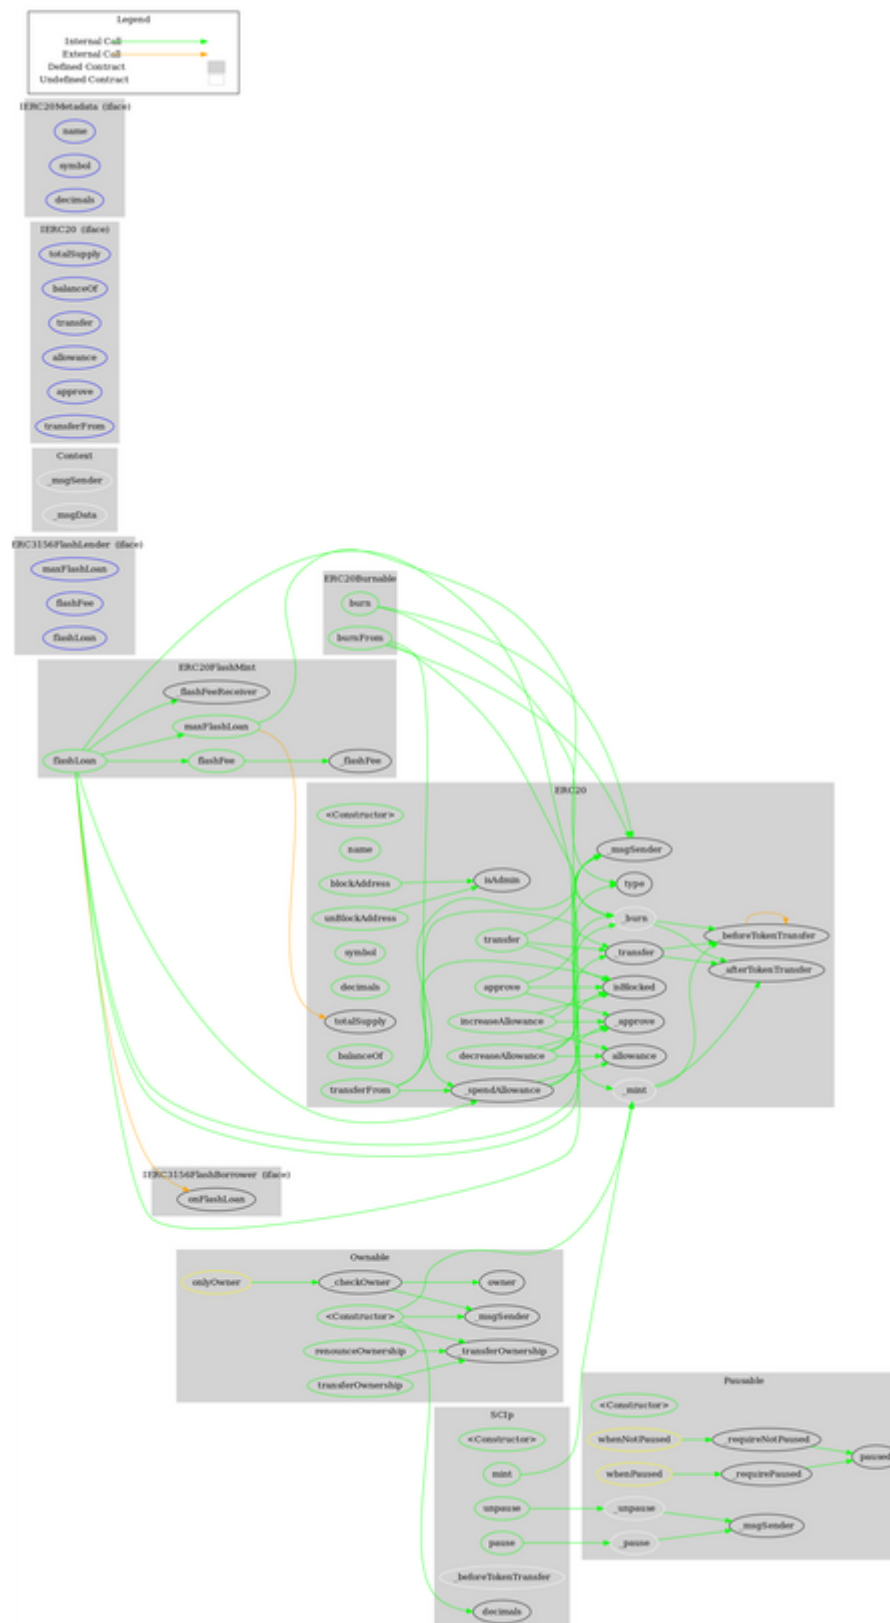 Legend
Internal Call
External Call
Defined Contract
Undefined Contract
IERC20Metadata (iface)
name
symbol
decimals
IERC20 (iface)
totalSupply
balanceOf
transfer
allowance
approve
transferFrom
Context
_msgSender
_msgData
ERC3156FlashLender (iface)
maxFlashLoan
flashFee
flashLoan
ERC20Burnable
burn
burnFrom
ERC20FlashMint
_flashFeeReceiver
maxFlashLoan
flashLoan
flashFee
_flashFee
ERC20
<Constructor>
name
blockAddress
unBlockAddress
symbol
decimals
totalSupply
balanceOf
transferFrom
isAdmin
transfer
approve
increaseAllowance
decreaseAllowance
_spendAllowance
_msgSender
type
_burn
_transfer
isBlocked
_approve
allowance
_mint
_beforeTokenTransfer
_afterTokenTransfer
IERC3156FlashBorrower (iface)
onFlashLoan
Ownable
onlyOwner
_checkOwner
owner
<Constructor>
_msgSender
renounceOwnership
_transferOwnership
transferOwnership
SCIp
<Constructor>
mint
unpause
pause
_beforeTokenTransfer
decimals
Pausable
<Constructor>
whenNotPaused
_requireNotPaused
whenPaused
_requirePaused
paused
_unpause
_pause
_msgSender